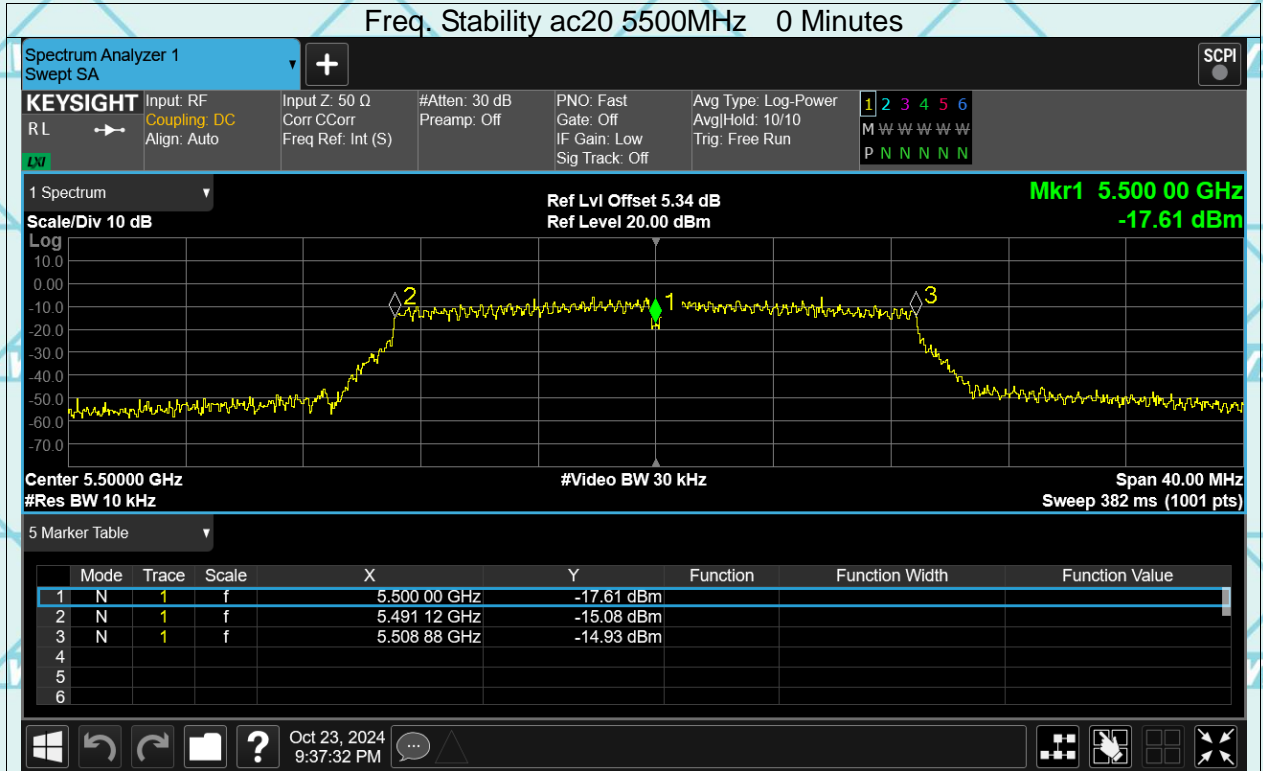 Freq. Stability ac20 5500MHz 0 Minutes
Spectrum Analyzer 1
Swept SA
+
SCPI
KEYSIGHT
RL
LXI
Input: RF
Coupling: DC
Align: Auto
Input Z: 50 Ω
Corr CCorr
Freq Ref: Int (S)
#Atten: 30 dB
Preamp: Off
PNO: Fast
Gate: Off
IF Gain: Low
Sig Track: Off
Avg Type: Log-Power
Avg|Hold: 10/10
Trig: Free Run
1 2 3 4 5 6
M W W W W W
P N N N N N
1 Spectrum
Scale/Div 10 dB
Ref Lvl Offset 5.34 dB
Ref Level 20.00 dBm
Mkr1 5.500 00 GHz
-17.61 dBm
Log
10.0
0.00
-10.0
-20.0
-30.0
-40.0
-50.0
-60.0
-70.0
2
1
3
Center 5.50000 GHz
#Video BW 30 kHz
Span 40.00 MHz
#Res BW 10 kHz
Sweep 382 ms (1001 pts)
5 Marker Table
Mode Trace Scale X Y Function Function Width Function Value
1 N 1 f 5.500 00 GHz -17.61 dBm
2 N 1 f 5.491 12 GHz -15.08 dBm
3 N 1 f 5.508 88 GHz -14.93 dBm
4
5
6
?
Oct 23, 2024
9:37:32 PM